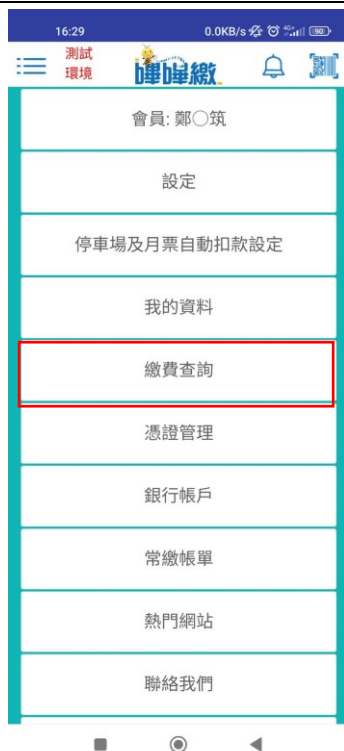 16:29
0.0KB/s
4G+
90
測試
環境
嗶嗶繳
會員: 鄭○筑
設定
停車場及月票自動扣款設定
我的資料
繳費查詢
憑證管理
銀行帳戶
常繳帳單
熱門網站
聯絡我們